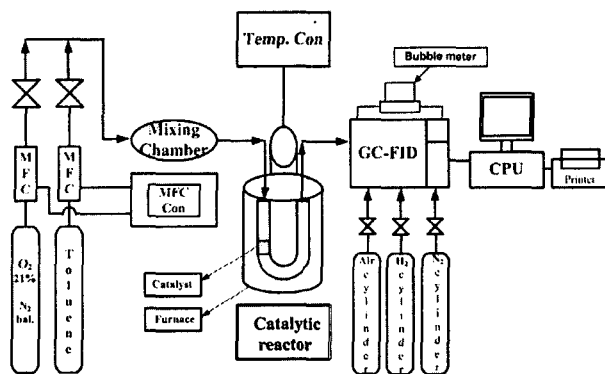 Temp. Con
Bubble meter
Mixing
Chamber
GC-FID
CPU
Printer
MFC
MFC
MFC
Con
O2
21%
N2
bal.
Toluene
Catalyst
Furnace
Catalytic
reactor
Air cylinder
H2 cylinder
N2 cylinder